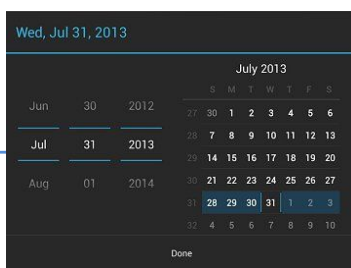 Wed, Jul 31, 2013
July 2013
S M T W T F S
Jun 30 2012
27 30 1 2 3 4 5 6
28 7 8 9 10 11 12 13
Jul 31 2013
29 14 15 16 17 18 19 20
Aug 01 2014
30 21 22 23 24 25 26 27
31 28 29 30 31 1 2 3
32 4 5 6 7 8 9 10
Done